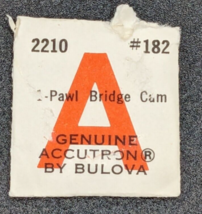 2210 #182
-Pawl Bridge Cam
A
GENUINE
ACCUTRON®
BY BULOVA